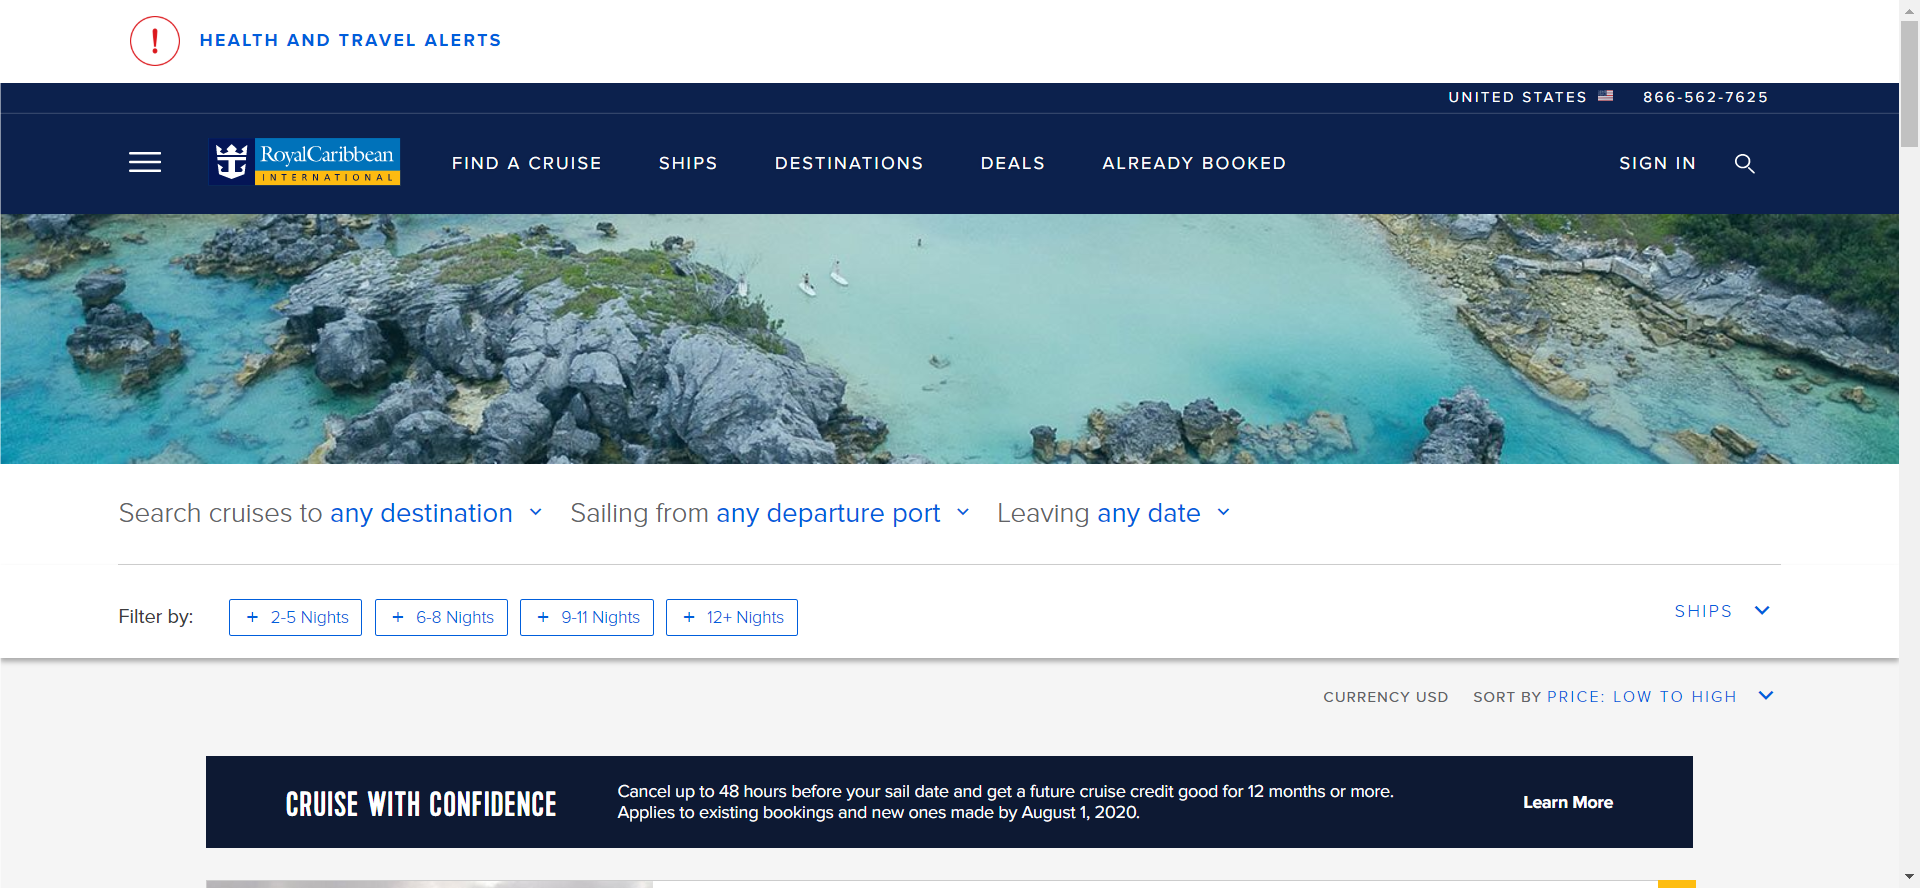 HEALTH AND TRAVEL ALERTS
UNITED STATES 866-562-7625
RoyalCaribbean
INTERNATIONAL
FIND A CRUISE SHIPS DESTINATIONS DEALS ALREADY BOOKED SIGN IN
Search cruises to any destination Sailing from any departure port Leaving any date
Filter by: + 2-5 Nights + 6-8 Nights + 9-11 Nights + 12+ Nights SHIPS
CURRENCY USD SORT BY PRICE: LOW TO HIGH
CRUISE WITH CONFIDENCE
Cancel up to 48 hours before your sail date and get a future cruise credit good for 12 months or more.
Applies to existing bookings and new ones made by August 1, 2020.
Learn More